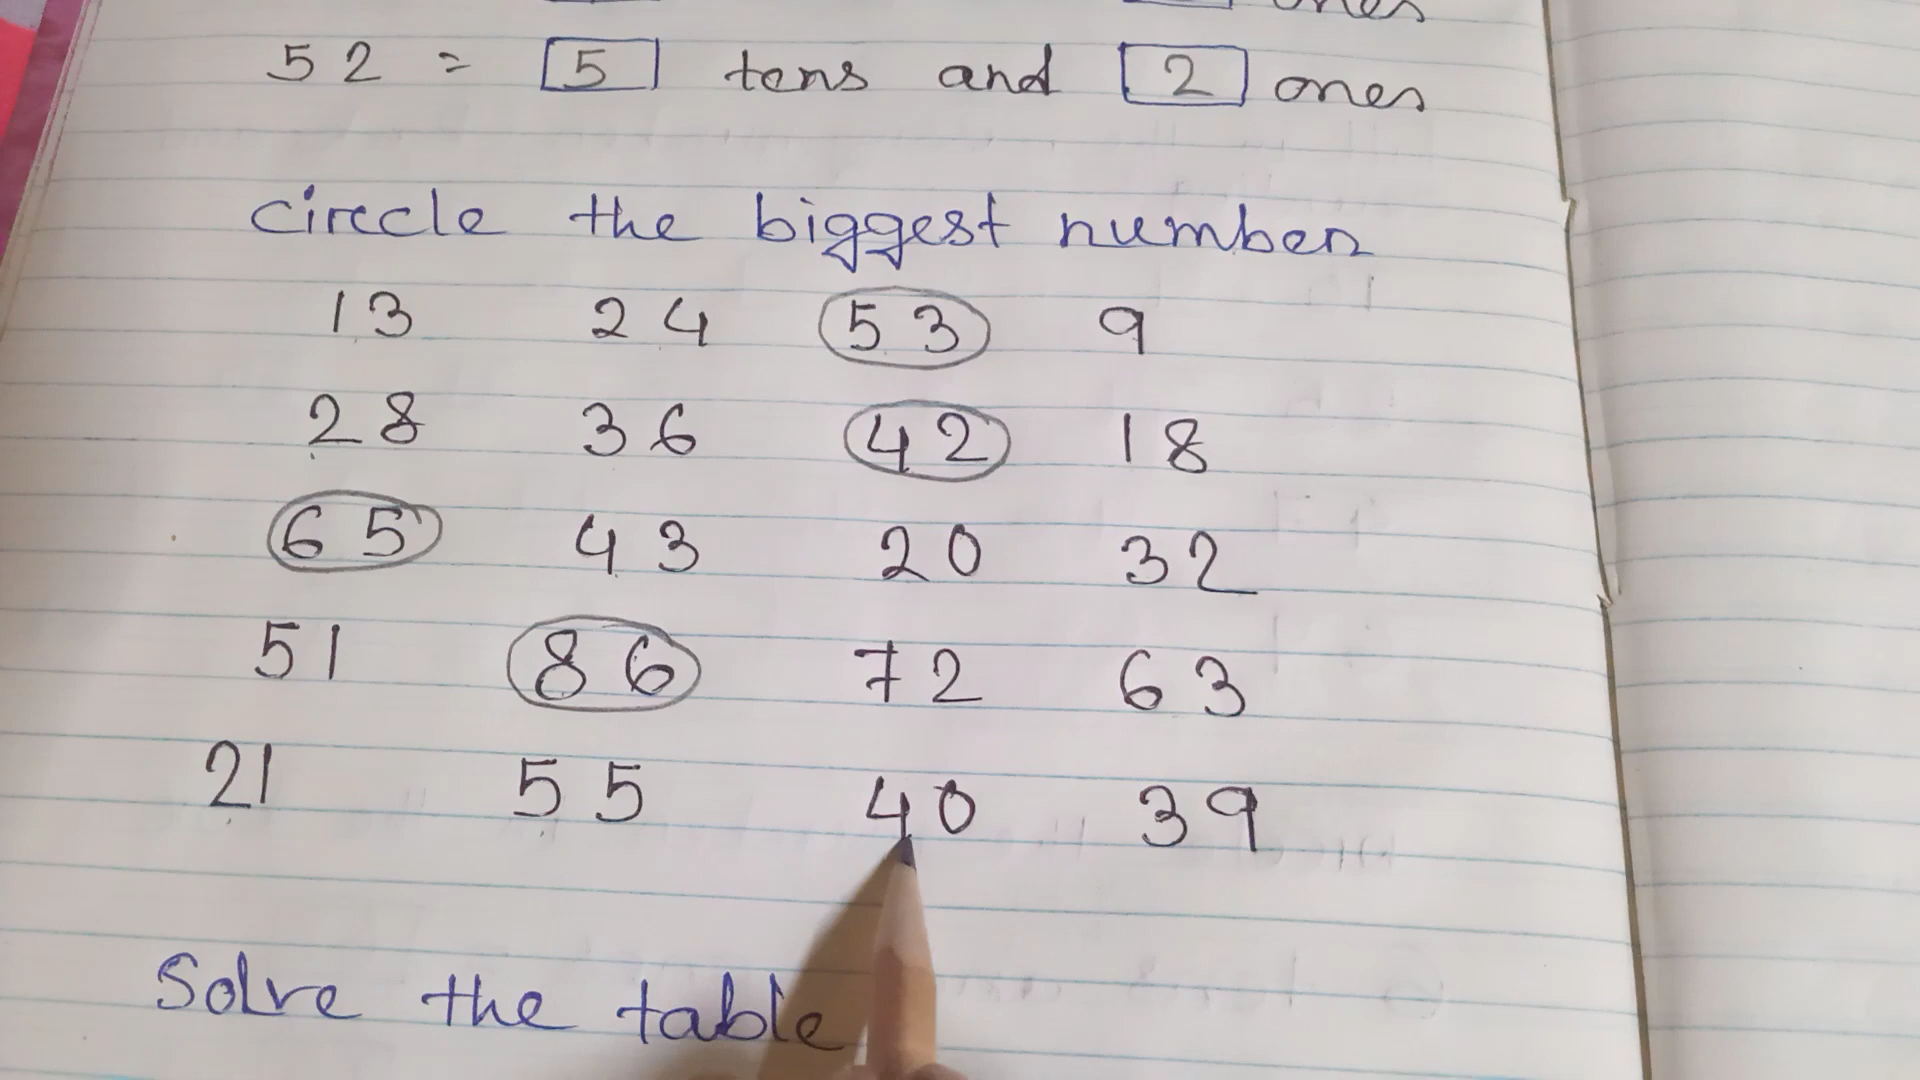 ones
52 = 5 tens and 2 ones
circle the biggest number
13 24 53 9
28 36 42 18
65 43 20 32
51 86 72 63
21 55 40 39
Solve the table